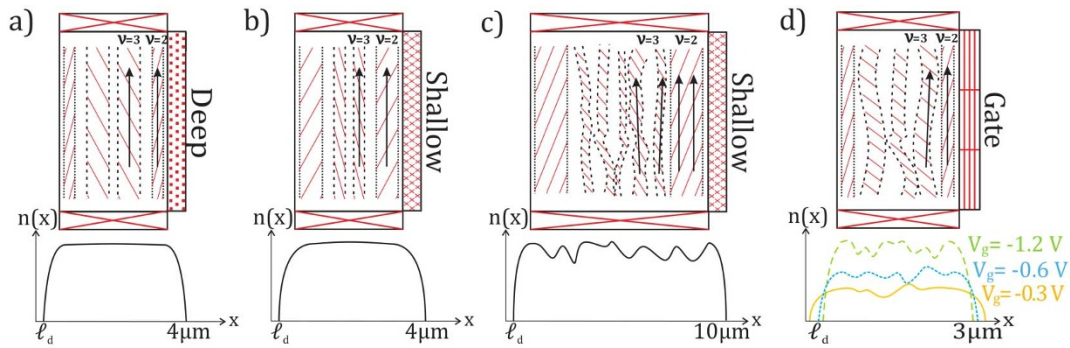 a)
ν=3 ν=2
Deep
n(x)
ℓd
4μm
x
b)
ν=3 ν=2
Shallow
ℓd
4μm
x
c)
ν=3 ν=2
Shallow
n(x)
ℓd
10μm
x
d)
ν=3 ν=2
Gate
n(x)
Vg= -1.2 V
Vg= -0.6 V
Vg= -0.3 V
ℓd
3μm
x